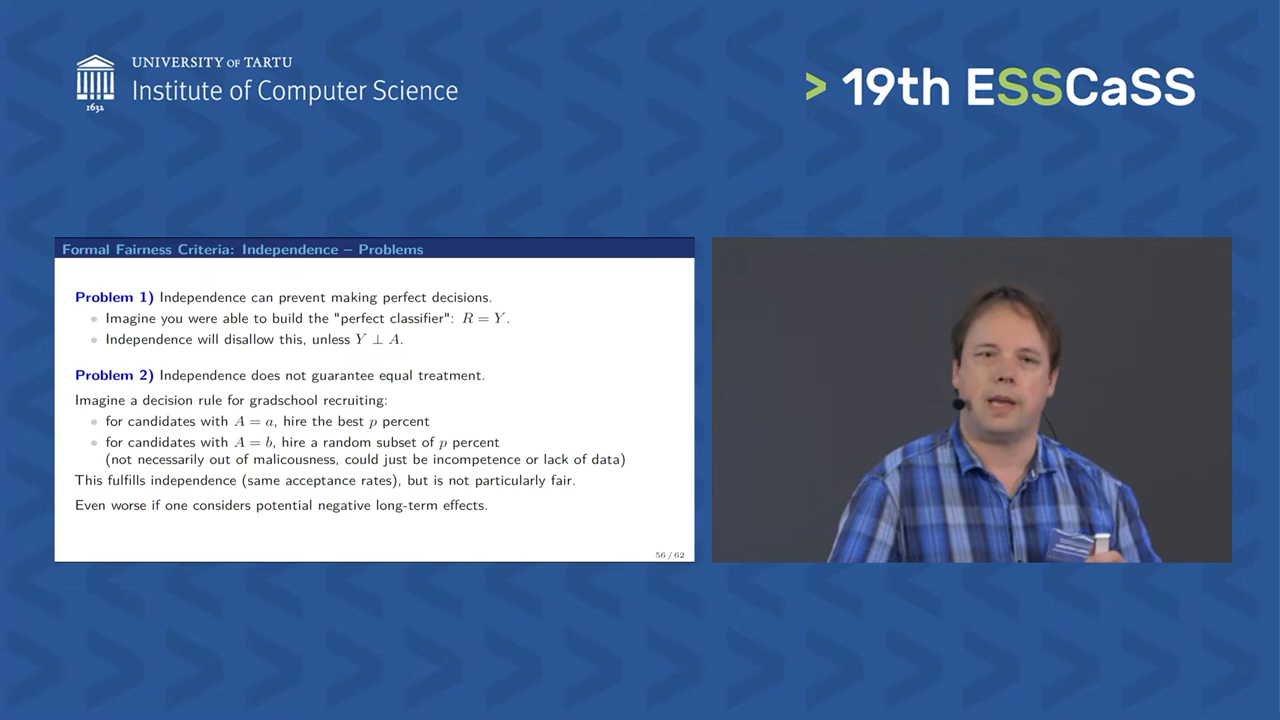 UNIVERSITY OF TARTU
Institute of Computer Science
1632
> 19th ESSCaSS
Formal Fairness Criteria: Independence – Problems
Problem 1) Independence can prevent making perfect decisions.
Imagine you were able to build the "perfect classifier": R = Y.
Independence will disallow this, unless Y ⊥ A.
Problem 2) Independence does not guarantee equal treatment.
Imagine a decision rule for gradschool recruiting:
for candidates with A = a, hire the best p percent
for candidates with A = b, hire a random subset of p percent
(not necessarily out of malicousness, could just be incompetence or lack of data)
This fulfills independence (same acceptance rates), but is not particularly fair.
Even worse if one considers potential negative long-term effects.
56 / 62